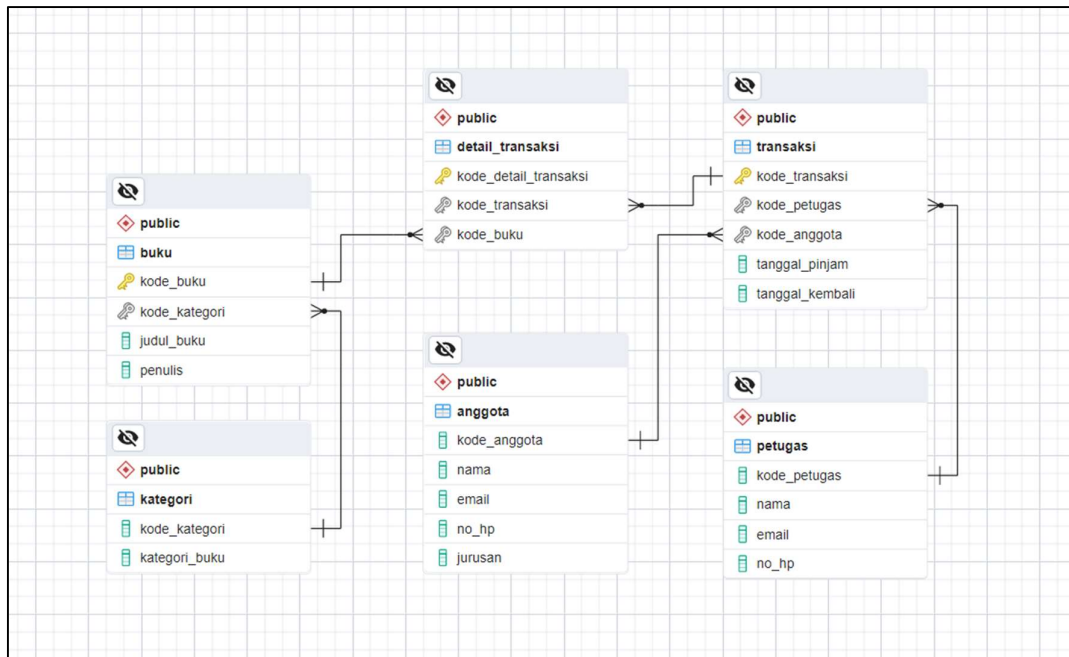 public
buku
kode_buku
kode_kategori
judul_buku
penulis
public
kategori
kode_kategori
kategori_buku
public
detail_transaksi
kode_detail_transaksi
kode_transaksi
kode_buku
public
anggota
kode_anggota
nama
email
no_hp
jurusan
public
transaksi
kode_transaksi
kode_petugas
kode_anggota
tanggal_pinjam
tanggal_kembali
public
petugas
kode_petugas
nama
email
no_hp